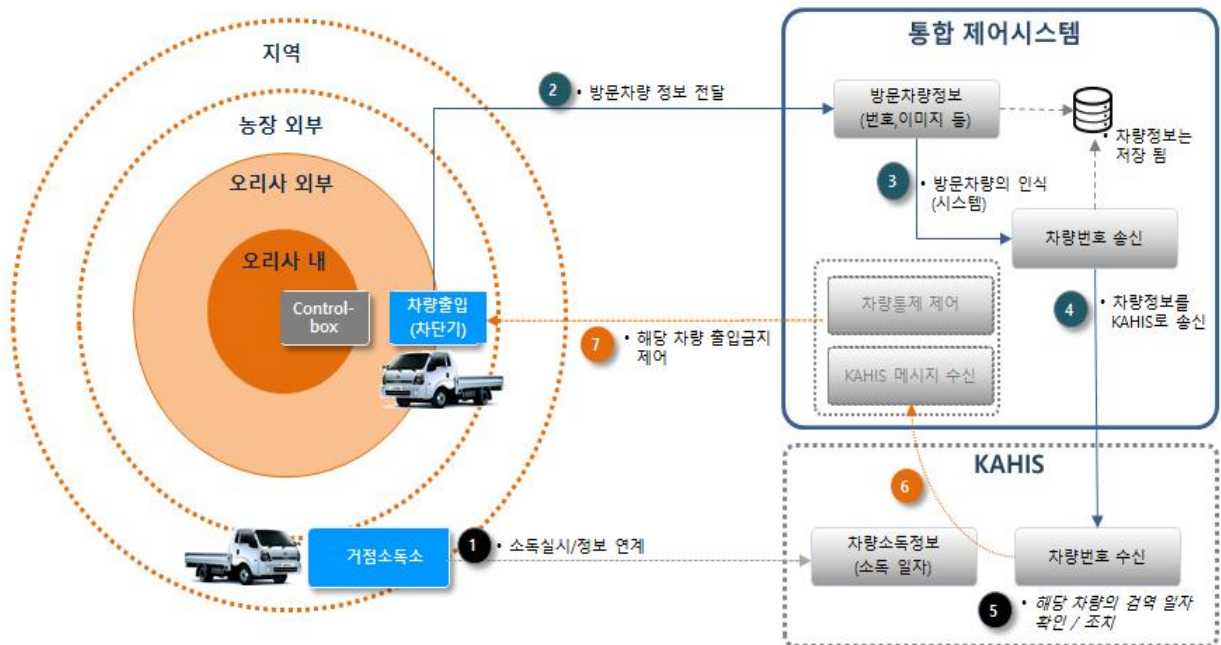 지역
농장 외부
오리사 외부
오리사 내
Control-
box
차량출입
(차단기)
거점소독소
1
• 소독실시/정보 연계
2
• 방문차량 정보 전달
통합 제어시스템
방문차량정보
(번호,이미지 등)
• 차량정보는
저장 됨
3
• 방문차량의 인식
(시스템)
차량번호 송신
차량통제 제어
KAHIS 메시지 수신
4
• 차량정보를
KAHIS로 송신
7
• 해당 차량 출입금지
제어
KAHIS
6
차량소독정보
(소독 일자)
차량번호 수신
5
• 해당 차량의 검역 일자
확인 / 조치